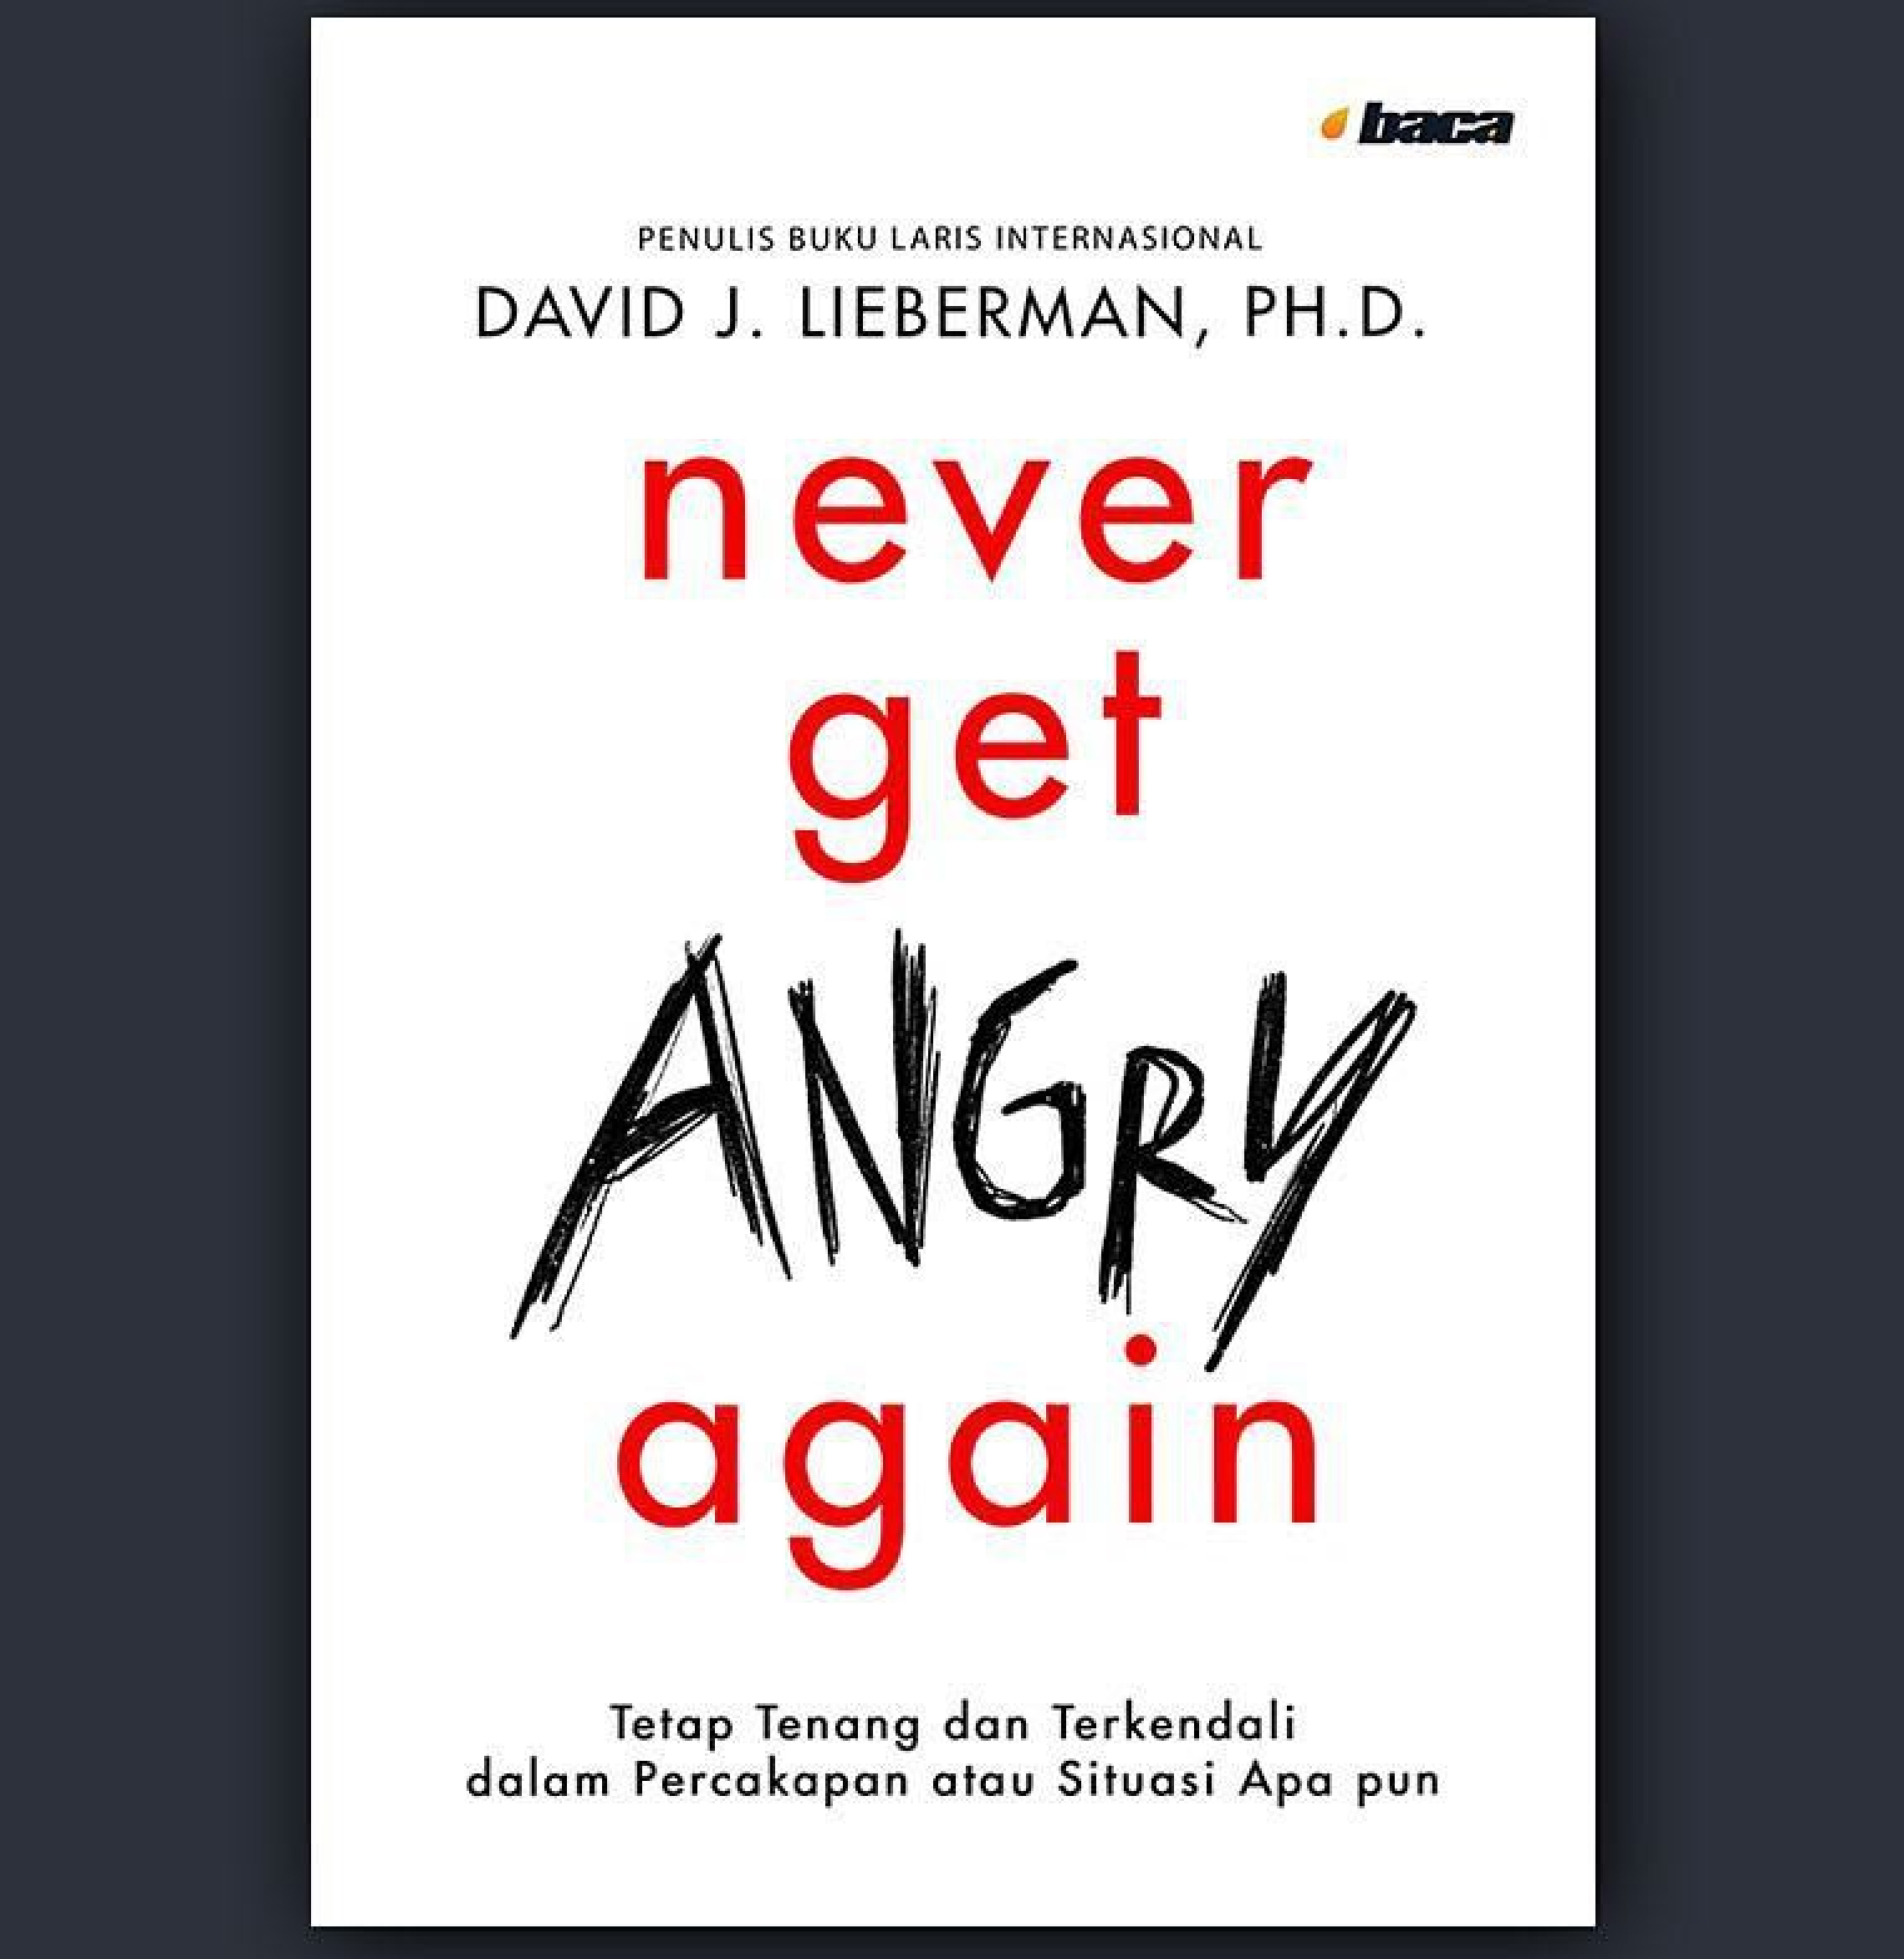 baca
PENULIS BUKU LARIS INTERNASIONAL
DAVID J. LIEBERMAN, PH.D.
never
get
ANGRY
again
Tetap Tenang dan Terkendali
dalam Percakapan atau Situasi Apa pun